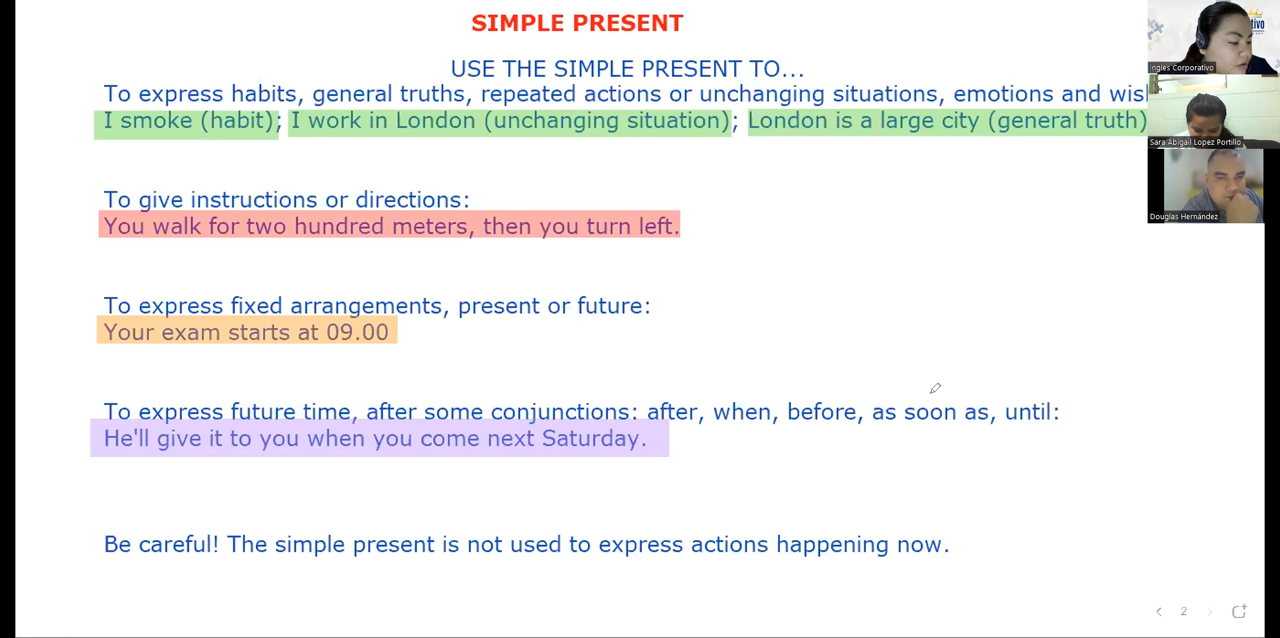 SIMPLE PRESENT
USE THE SIMPLE PRESENT TO...
To express habits, general truths, repeated actions or unchanging situations, emotions and
I smoke (habit); I work in London (unchanging situation); London is a large city (general truth)
To give instructions or directions:
You walk for two hundred meters, then you turn left.
To express fixed arrangements, present or future:
Your exam starts at 09.00
To express future time, after some conjunctions: after, when, before, as soon as, until:
He'll give it to you when you come next Saturday.
Be careful! The simple present is not used to express actions happening now.
2
Ingles Corporativo
Sara Abigail Lopez Portillo
Douglas Hernández